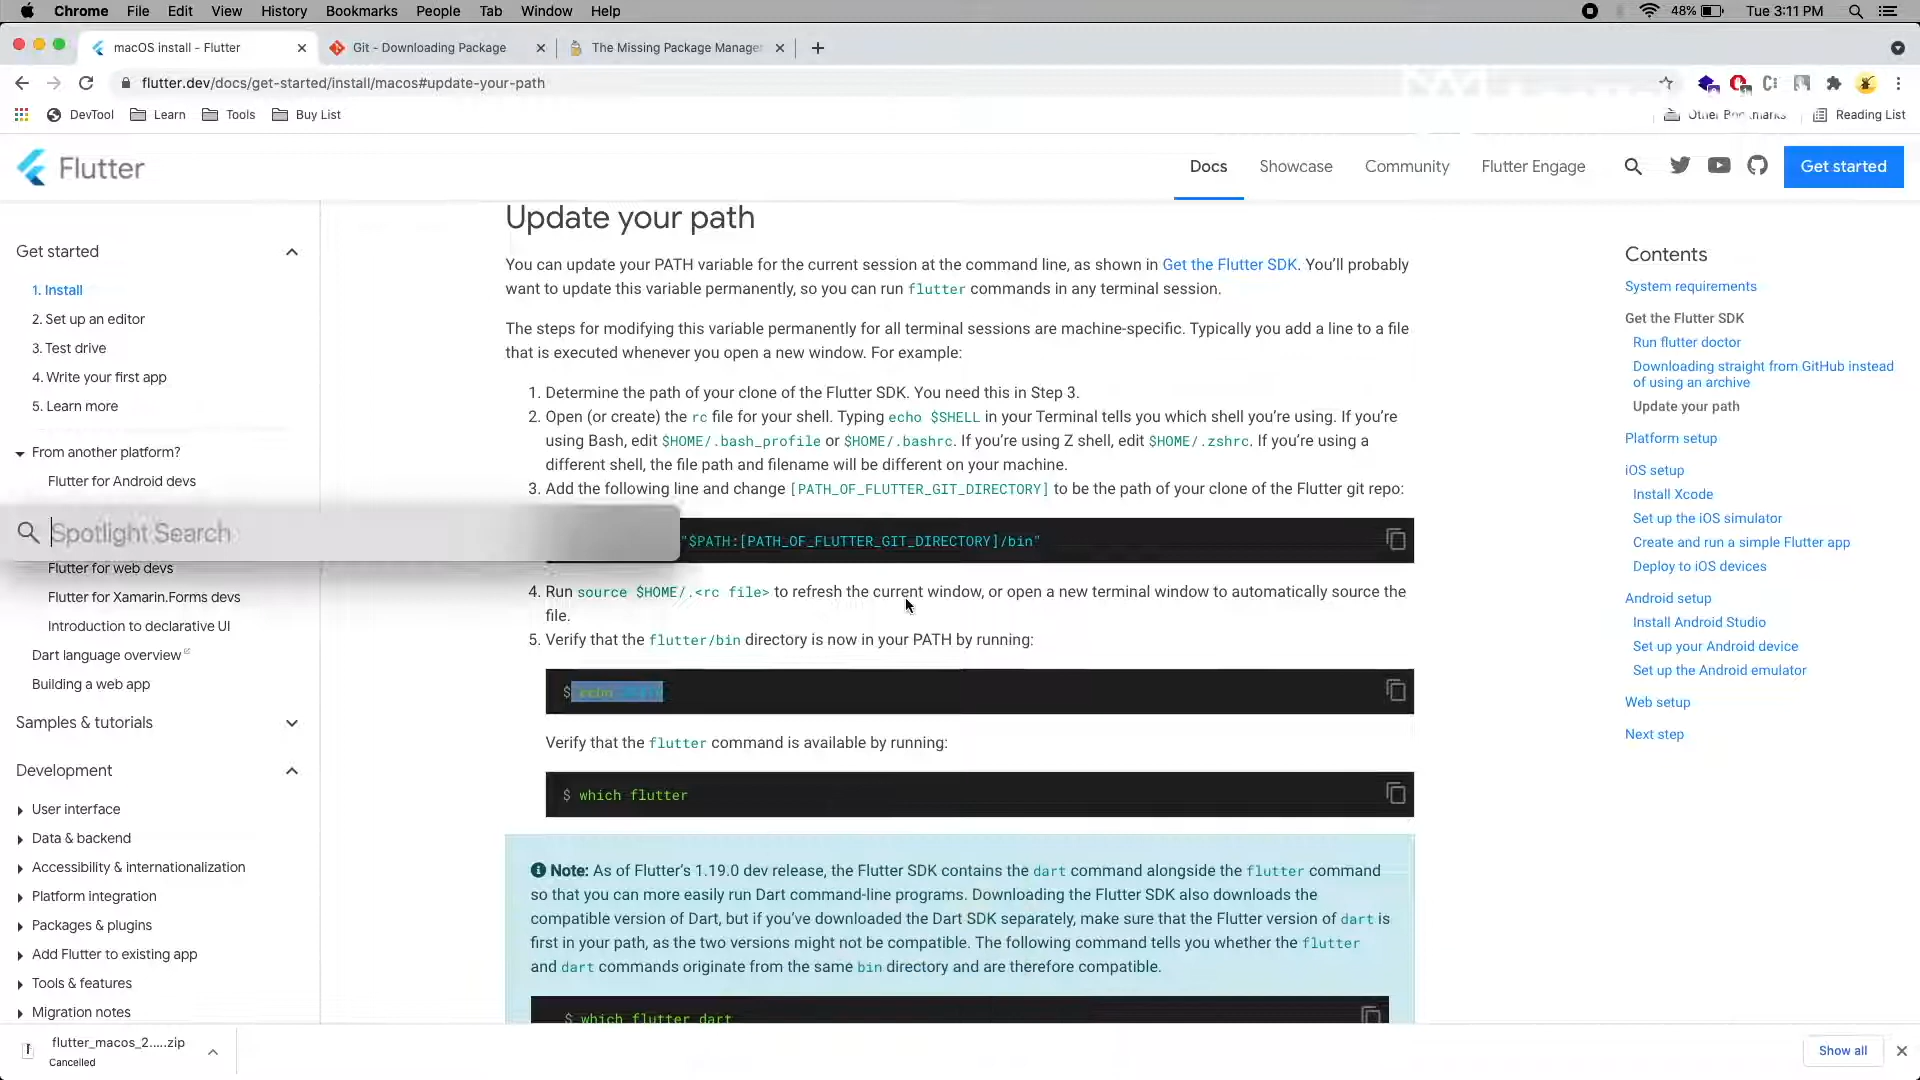 Chrome File Edit View History Bookmarks People Tab Window Help 48% Tue 3:11 PM
macOS install - Flutter Git - Downloading Package The Missing Package Manage
flutter.dev/docs/get-started/install/macos#update-your-path
DevTool Learn Tools Buy List Other Reading List
Flutter Docs Showcase Community Flutter Engage Get started
Get started
1. Install
2. Set up an editor
3. Test drive
4. Write your first app
5. Learn more
From another platform?
Flutter for Android devs
Spotlight Search
Flutter for web devs
Flutter for Xamarin.Forms devs
Introduction to declarative UI
Dart language overview
Building a web app
Samples & tutorials
Development
User interface
Data & backend
Accessibility & internationalization
Platform integration
Packages & plugins
Add Flutter to existing app
Tools & features
Migration notes
Update your path
You can update your PATH variable for the current session at the command line, as shown in Get the Flutter SDK. You'll probably
want to update this variable permanently, so you can run flutter commands in any terminal session.
The steps for modifying this variable permanently for all terminal sessions are machine-specific. Typically you add a line to a file
that is executed whenever you open a new window. For example:
1. Determine the path of your clone of the Flutter SDK. You need this in Step 3.
2. Open (or create) the rc file for your shell. Typing echo $SHELL in your Terminal tells you which shell you're using. If you're
using Bash, edit $HOME/.bash_profile or $HOME/.bashrc. If you're using Z shell, edit $HOME/.zshrc. If you're using a
different shell, the file path and filename will be different on your machine.
3. Add the following line and change [PATH_OF_FLUTTER_GIT_DIRECTORY] to be the path of your clone of the Flutter git repo:
"$PATH:[PATH_OF_FLUTTER_GIT_DIRECTORY]/bin"
4. Run source $HOME/.<rc file> to refresh the current window, or open a new terminal window to automatically source the
file.
5. Verify that the flutter/bin directory is now in your PATH by running:
$ echo
Verify that the flutter command is available by running:
$ which flutter
Note: As of Flutter's 1.19.0 dev release, the Flutter SDK contains the dart command alongside the flutter command
so that you can more easily run Dart command-line programs. Downloading the Flutter SDK also downloads the
compatible version of Dart, but if you've downloaded the Dart SDK separately, make sure that the Flutter version of dart is
first in your path, as the two versions might not be compatible. The following command tells you whether the flutter
and dart commands originate from the same bin directory and are therefore compatible.
$ which flutter dart
Contents
System requirements
Get the Flutter SDK
Run flutter doctor
Downloading straight from GitHub instead
of using an archive
Update your path
Platform setup
iOS setup
Install Xcode
Set up the iOS simulator
Create and run a simple Flutter app
Deploy to iOS devices
Android setup
Install Android Studio
Set up your Android device
Set up the Android emulator
Web setup
Next step
flutter_macos_2.....zip
Cancelled
Show all